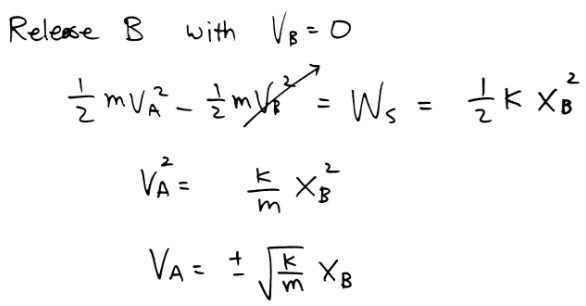 Release B with V_B = 0
1/2 m V_A^2 - 1/2 m V_B^2 = W_s = 1/2 K X_B^2
V_A^2 = k/m X_B^2
V_A = ± √(k/m) X_B